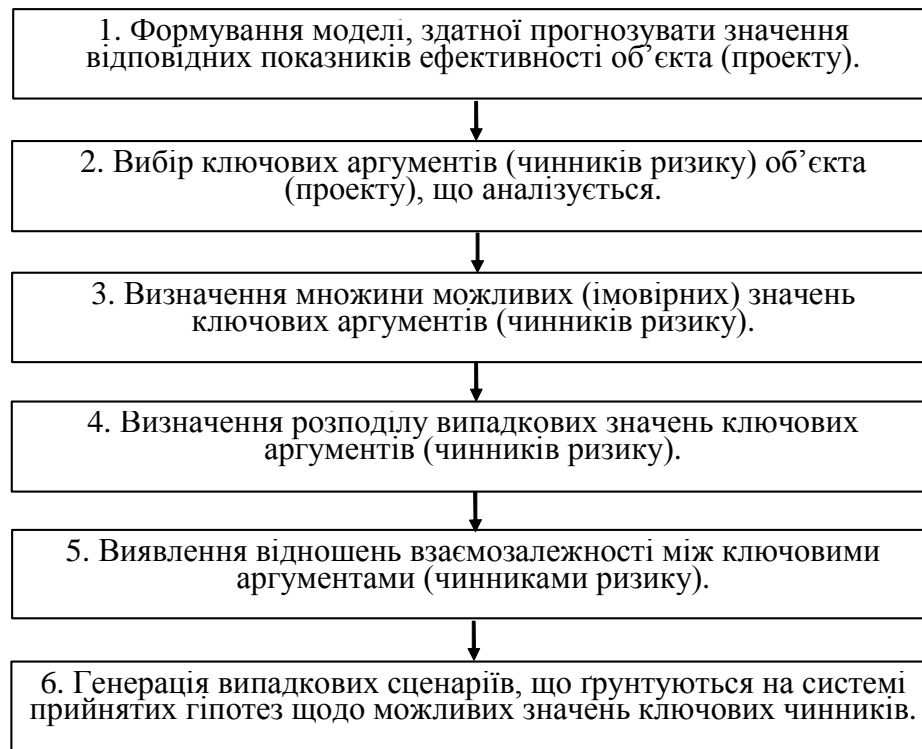 1. Формування моделі, здатної прогнозувати значення
відповідних показників ефективності об’єкта (проекту).
2. Вибір ключових аргументів (чинників ризику) об’єкта
(проекту), що аналізується.
3. Визначення множини можливих (імовірних) значень
ключових аргументів (чинників ризику).
4. Визначення розподілу випадкових значень ключових
аргументів (чинників ризику).
5. Виявлення відношень взаємозалежності між ключовими
аргументами (чинниками ризику).
6. Генерація випадкових сценаріїв, що ґрунтуються на системі
прийнятих гіпотез щодо можливих значень ключових чинників.